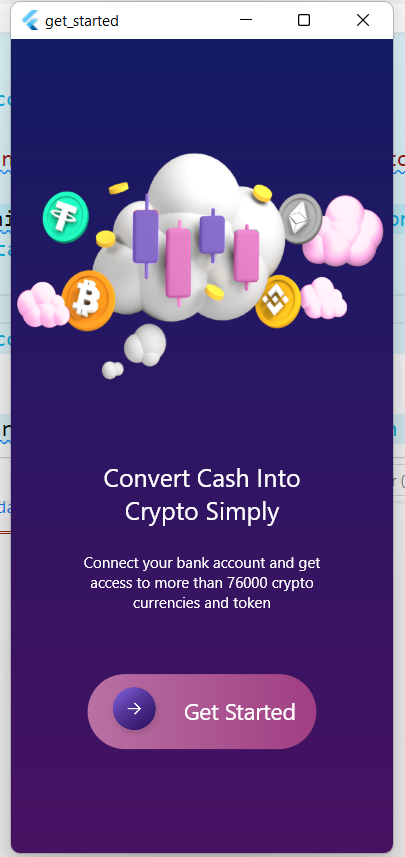 get_started
Convert Cash Into
Crypto Simply
Connect your bank account and get
access to more than 76000 crypto
currencies and token
Get Started